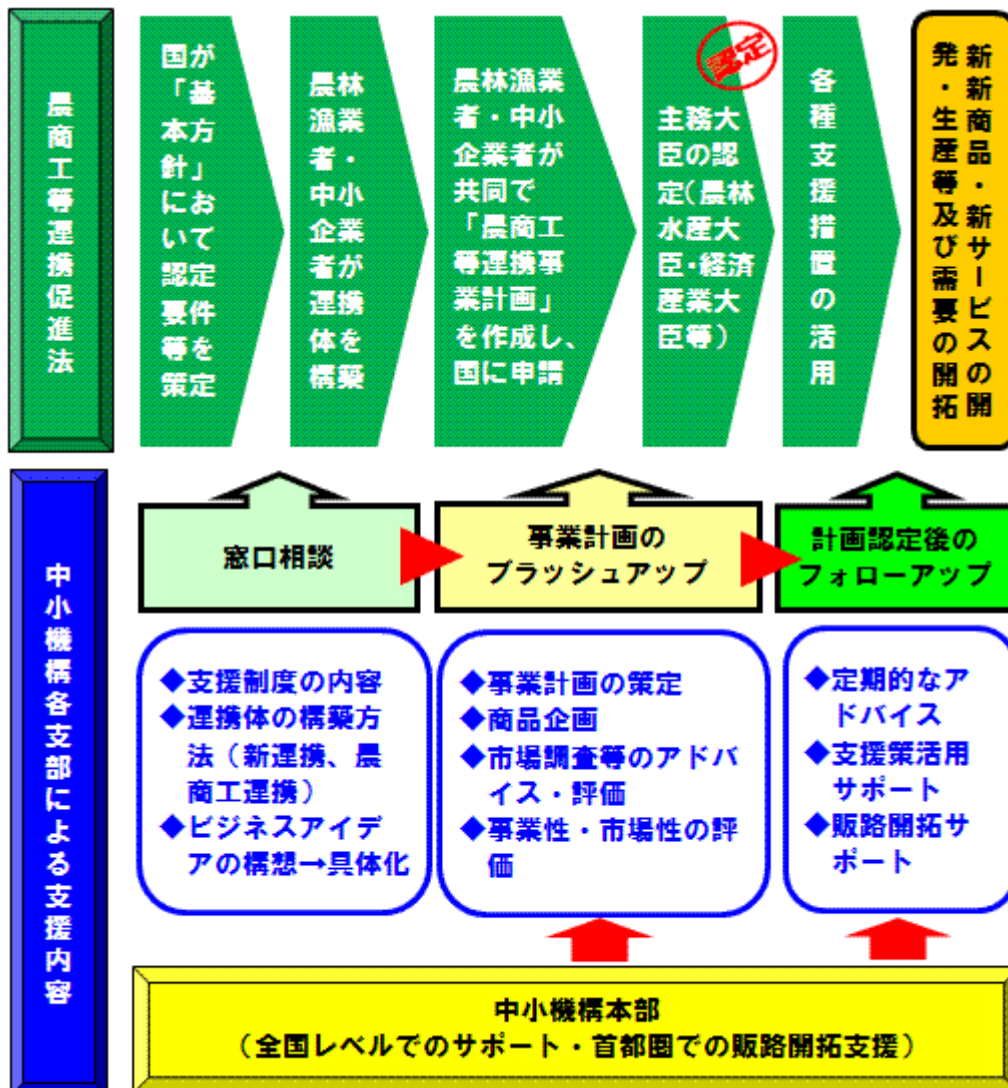 農商工等連携促進法
国が
「基
本方
針」
にお
いて
認定
要件
等を
策定
農林
漁業
者・
中小
企業
者が
連携
体を
構築
農林漁業
者・中小
企業者が
共同で
「農商工
等連携事
業計画」
を作成し、
国に申請
認定
主務大
臣の認
定(農林
水産大
臣・経済
産業大
臣等)
各種支援措置の活用
新新商品・新サービスの開
発・生産等及び需要の開拓
中小機構各支部による支援内容
窓口相談
事業計画の
ブラッシュアップ
計画認定後の
フォローアップ
◆支援制度の内容
◆連携体の構築方
法(新連携、農
商工連携)
◆ビジネスアイデ
アの構想→具体化
◆事業計画の策定
◆商品企画
◆市場調査等のアドバ
イス・評価
◆事業性・市場性の評
価
◆定期的なア
ドバイス
◆支援策活用
サポート
◆販路開拓サ
ポート
中小機構本部
(全国レベルでのサポート・首都圏での販路開拓支援)